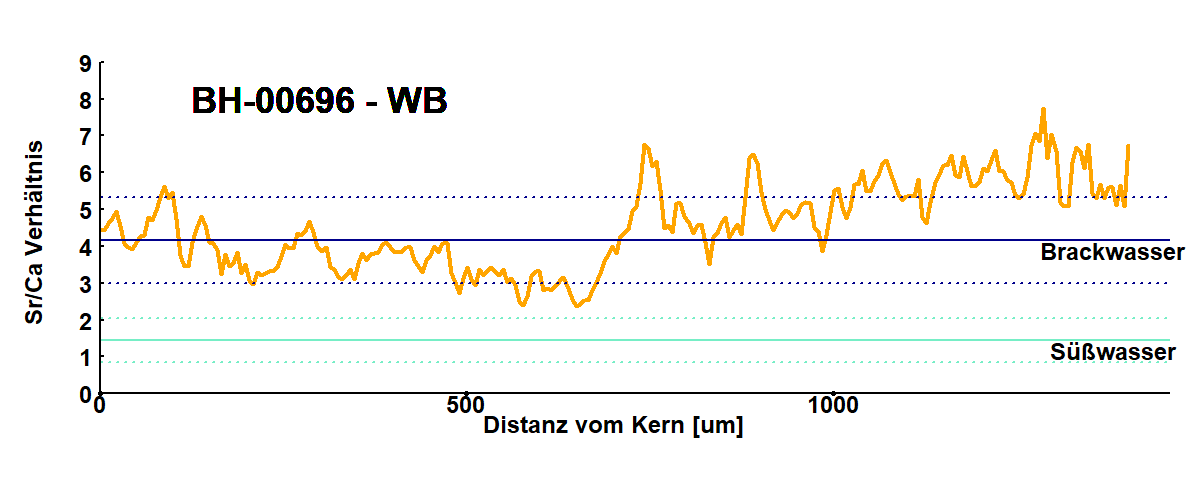 BH-00696 - WB
Sr/Ca Verhältnis
9
8
7
6
5
4
3
2
1
0
Brackwasser
Süßwasser
0 500 1000
Distanz vom Kern [um]